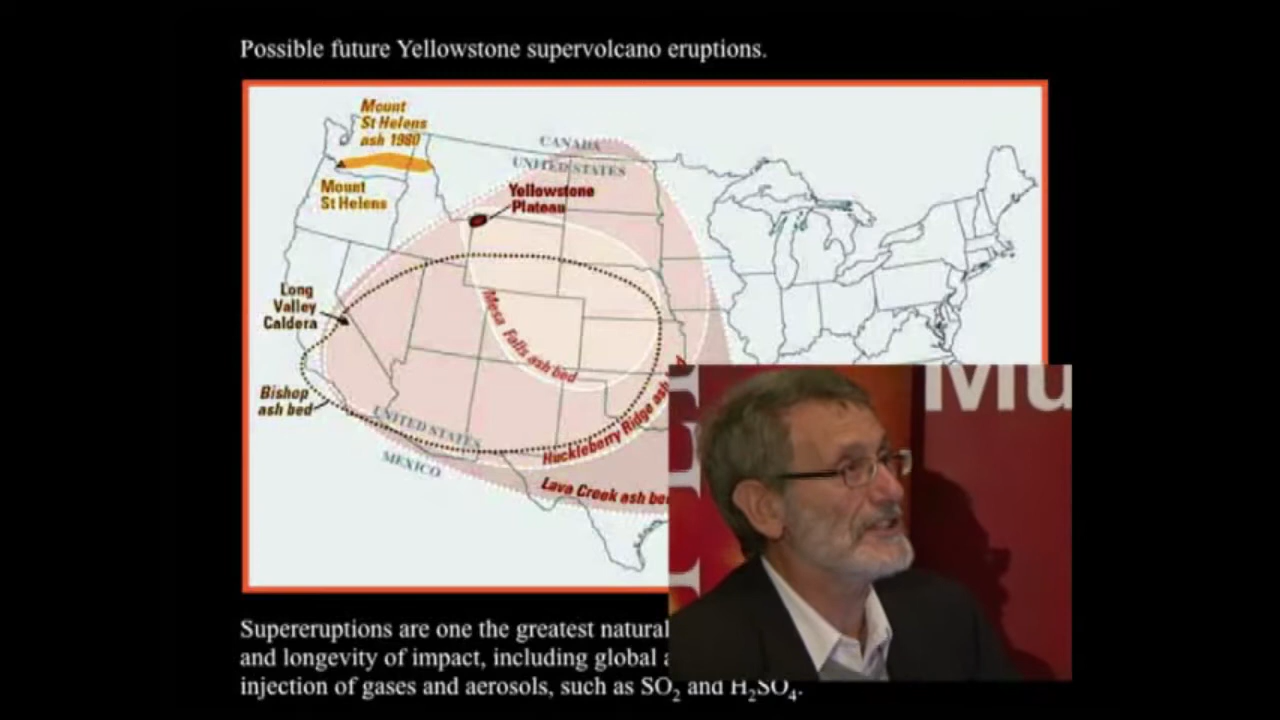 Possible future Yellowstone supervolcano eruptions.
Mount
St Helens
ash 1980
CANADA
UNITED STATES
Mount
St Helens
Yellowstone
Plateau
Long
Valley
Caldera
Mesa Falls ash bed
Bishop
ash bed
UNITED STATES
MEXICO
Huckleberry Ridge ash
Lava Creek ash bed
Mu
Supereruptions are one the greatest natural
and longevity of impact, including global a
injection of gases and aerosols, such as SO₂ and H₂SO₄.